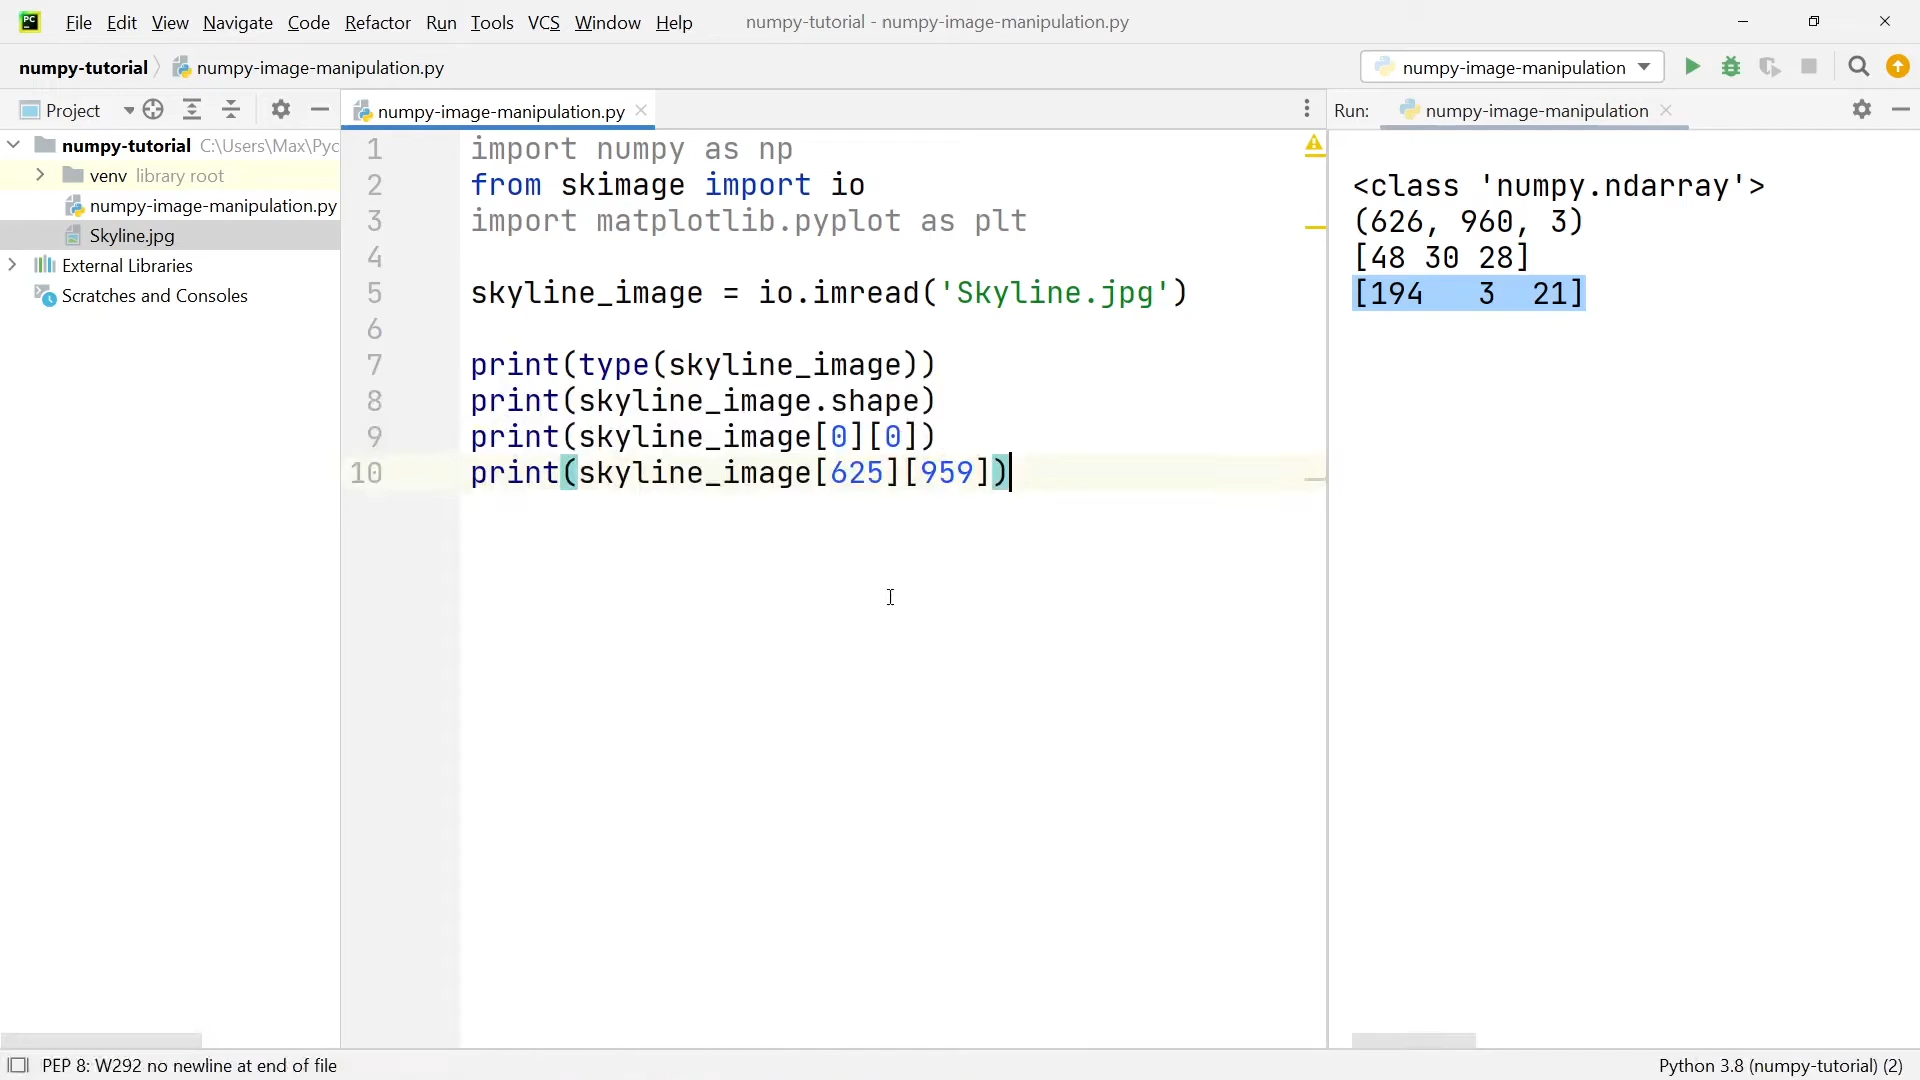 PC
File Edit View Navigate Code Refactor Run Tools VCS Window Help numpy-tutorial - numpy-image-manipulation.py
numpy-tutorial numpy-image-manipulation.py numpy-image-manipulation
Project numpy-image-manipulation.py Run: numpy-image-manipulation
numpy-tutorial C:\Users\Max\Pyc
venv library root
numpy-image-manipulation.py
Skyline.jpg
External Libraries
Scratches and Consoles
1 import numpy as np
2 from skimage import io
3 import matplotlib.pyplot as plt
4
5 skyline_image = io.imread('Skyline.jpg')
6
7 print(type(skyline_image))
8 print(skyline_image.shape)
9 print(skyline_image[0][0])
10 print(skyline_image[625][959])
<class 'numpy.ndarray'>
(626, 960, 3)
[48 30 28]
[194   3  21]
PEP 8: W292 no newline at end of file Python 3.8 (numpy-tutorial) (2)